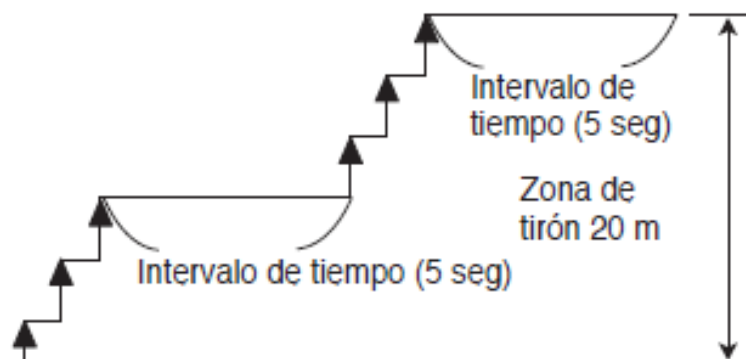 Intervalo de
tiempo (5 seg)
Zona de
tirón 20 m
Intervalo de tiempo (5 seg)